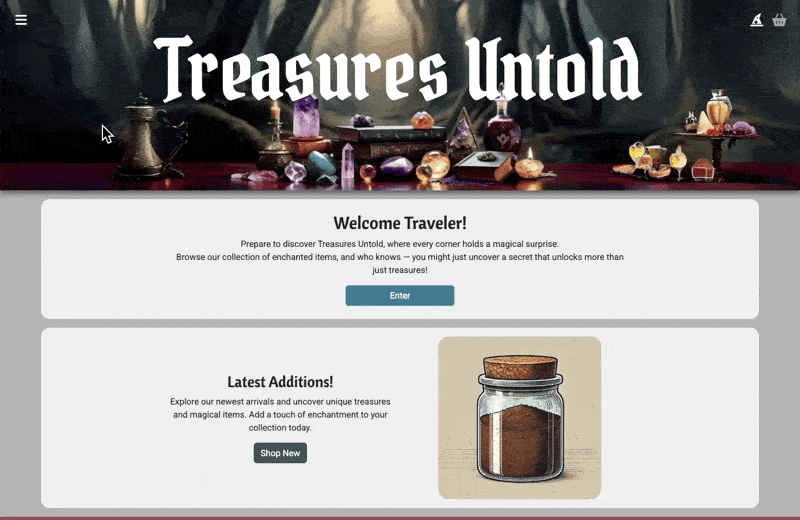 Treasures Untold
Welcome Traveler!
Prepare to discover Treasures Untold, where every corner holds a magical surprise.
Browse our collection of enchanted items, and who knows — you might just uncover a secret that unlocks more than
just treasures!
Enter
Latest Additions!
Explore our newest arrivals and uncover unique treasures
and magical items. Add a touch of enchantment to your
collection today.
Shop New